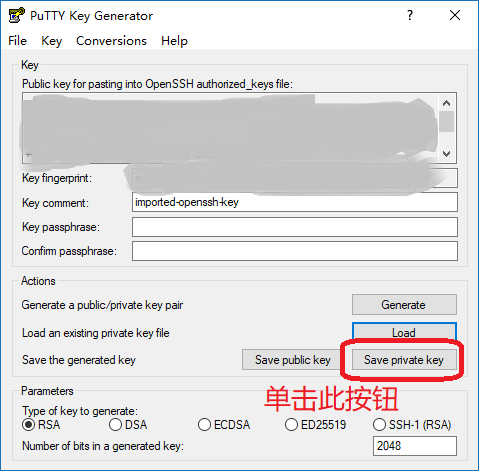 PuTTY Key Generator
?
File Key Conversions Help
Key
Public key for pasting into OpenSSH authorized_keys file:
Key fingerprint:
Key comment: imported-openssh-key
Key passphrase:
Confirm passphrase:
Actions
Generate a public/private key pair Generate
Load an existing private key file Load
Save the generated key Save public key Save private key
单击此按钮
Parameters
Type of key to generate:
RSA DSA ECDSA ED25519 SSH-1 (RSA)
Number of bits in a generated key: 2048